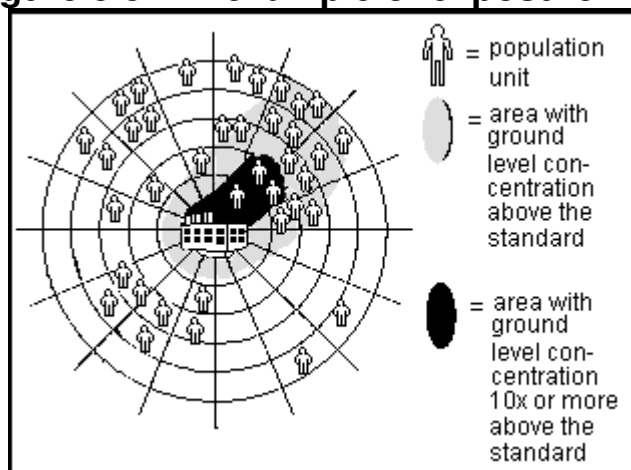 = population
unit
= area with
ground
level con-
centration
above the
standard
= area with
ground
level con-
centration
10x or more
above the
standard